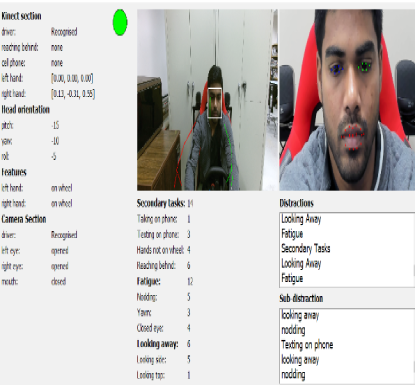 Kinect section
driver: Recognised
reaching behind: none
cell phone: none
left hand: [0.00, 0.00, 0.00]
right hand: [0.13, -0.31, 0.55]
Head orientation
pitch: -15
yaw: -10
roll: -5
Features
left hand: on wheel
right hand: on wheel
Camera Section
driver: Recognised
left eye: opened
right eye: opened
mouth: closed
Secondary tasks: 14
Talking on phone: 1
Texting on phone: 3
Hands not on wheel: 4
Reaching behind: 6
Fatigue: 12
Nodding: 5
Yawn: 3
Closed eye: 4
Looking away: 6
Looking side: 5
Looking top: 1
Distractions
Looking Away
Fatigue
Secondary Tasks
Looking Away
Fatigue
Sub-distraction
looking away
nodding
Texting on phone
looking away
nodding